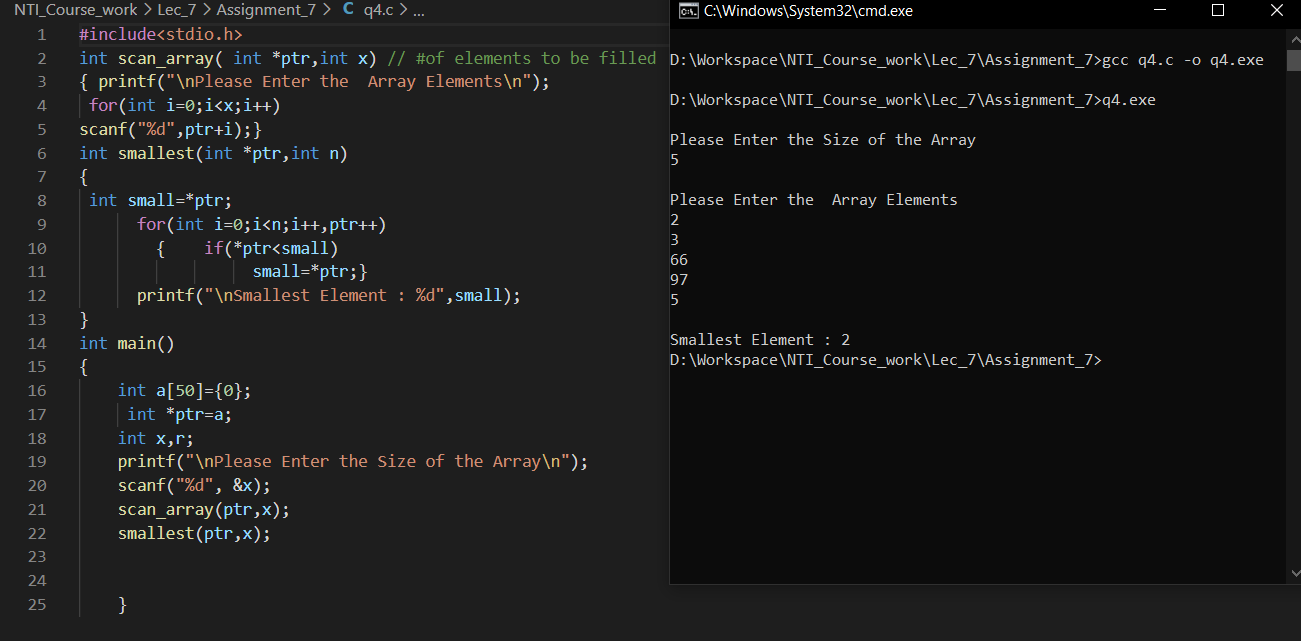 NTI_Course_work > Lec_7 > Assignment_7 > C q4.c > ...
1 #include<stdio.h>
2 int scan_array( int *ptr,int x) // #of elements to be filled
3 { printf("\nPlease Enter the  Array Elements\n");
4  for(int i=0;i<x;i++)
5 scanf("%d",ptr+i);}
6 int smallest(int *ptr,int n)
7 {
8  int small=*ptr;
9       for(int i=0;i<n;i++,ptr++)
10         {    if(*ptr<small)
11                   small=*ptr;}
12       printf("\nSmallest Element : %d",small);
13 }
14 int main()
15 {
16     int a[50]={0};
17      int *ptr=a;
18     int x,r;
19     printf("\nPlease Enter the Size of the Array\n");
20     scanf("%d", &x);
21     scan_array(ptr,x);
22     smallest(ptr,x);
23
24
25     }
C:\Windows\System32\cmd.exe
D:\Workspace\NTI_Course_work\Lec_7\Assignment_7>gcc q4.c -o q4.exe
D:\Workspace\NTI_Course_work\Lec_7\Assignment_7>q4.exe
Please Enter the Size of the Array
5
Please Enter the  Array Elements
2
3
66
97
5
Smallest Element : 2
D:\Workspace\NTI_Course_work\Lec_7\Assignment_7>